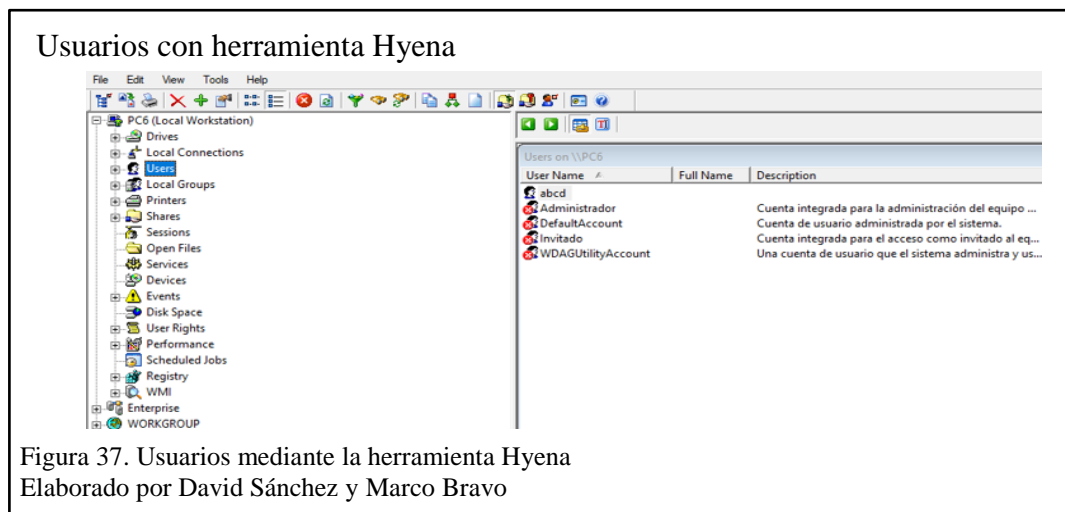 Usuarios con herramienta Hyena
File Edit View Tools Help
PC6 (Local Workstation)
Drives
Local Connections
Users
Local Groups
Printers
Shares
Sessions
Open Files
Services
Devices
Events
Disk Space
User Rights
Performance
Scheduled Jobs
Registry
WMI
Enterprise
WORKGROUP
Users on \\PC6
User Name Full Name Description
abcd
Administrador Cuenta integrada para la administración del equipo ...
DefaultAccount Cuenta de usuario administrada por el sistema.
Invitado Cuenta integrada para el acceso como invitado al eq...
WDAGUtilityAccount Una cuenta de usuario que el sistema administra y us...
Figura 37. Usuarios mediante la herramienta Hyena
Elaborado por David Sánchez y Marco Bravo